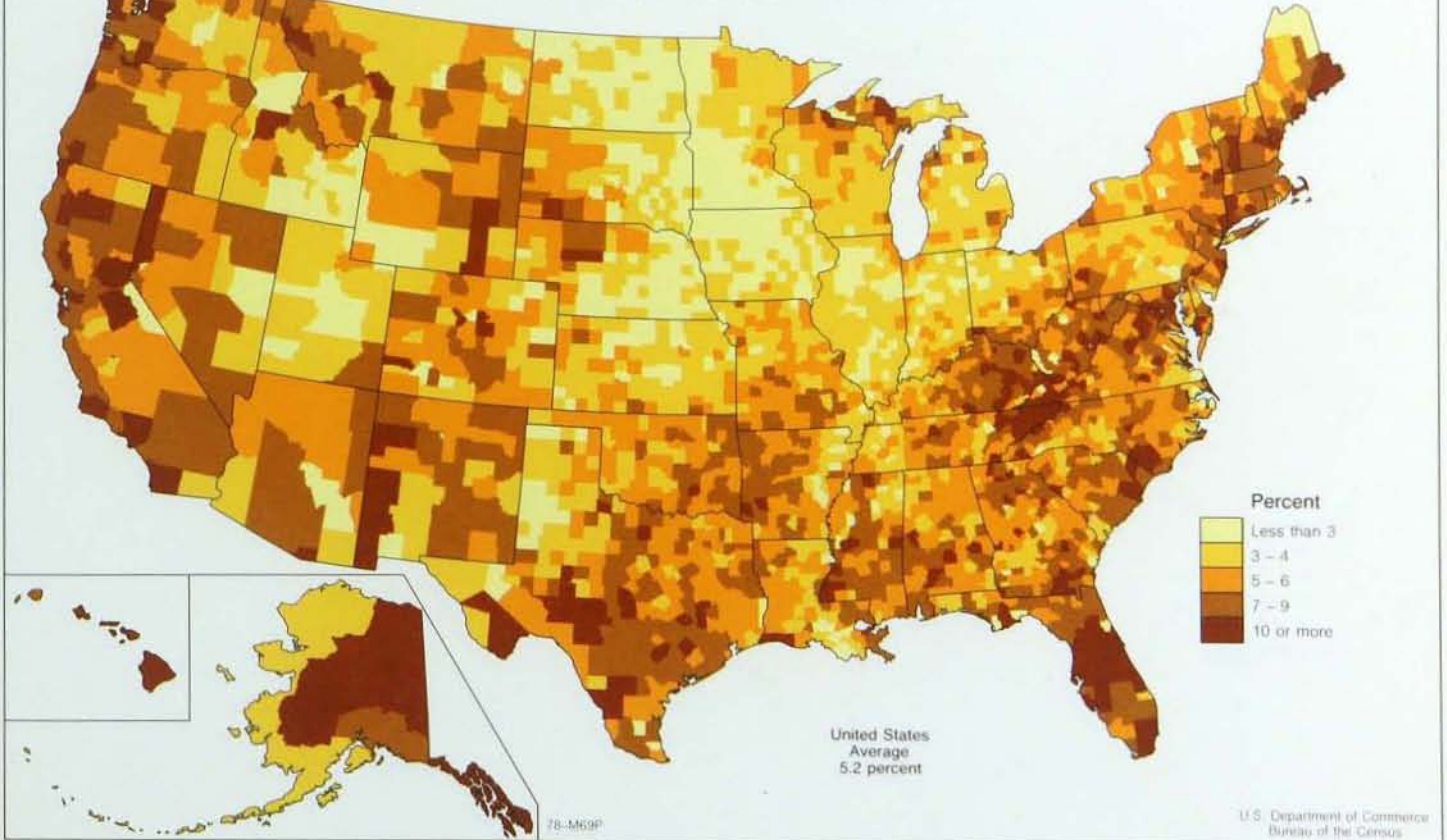 Percent
Less than 3
3 – 4
5 – 6
7 – 9
10 or more
United States
Average
5.2 percent
78-M69P
U.S. Department of Commerce
Bureau of the Census